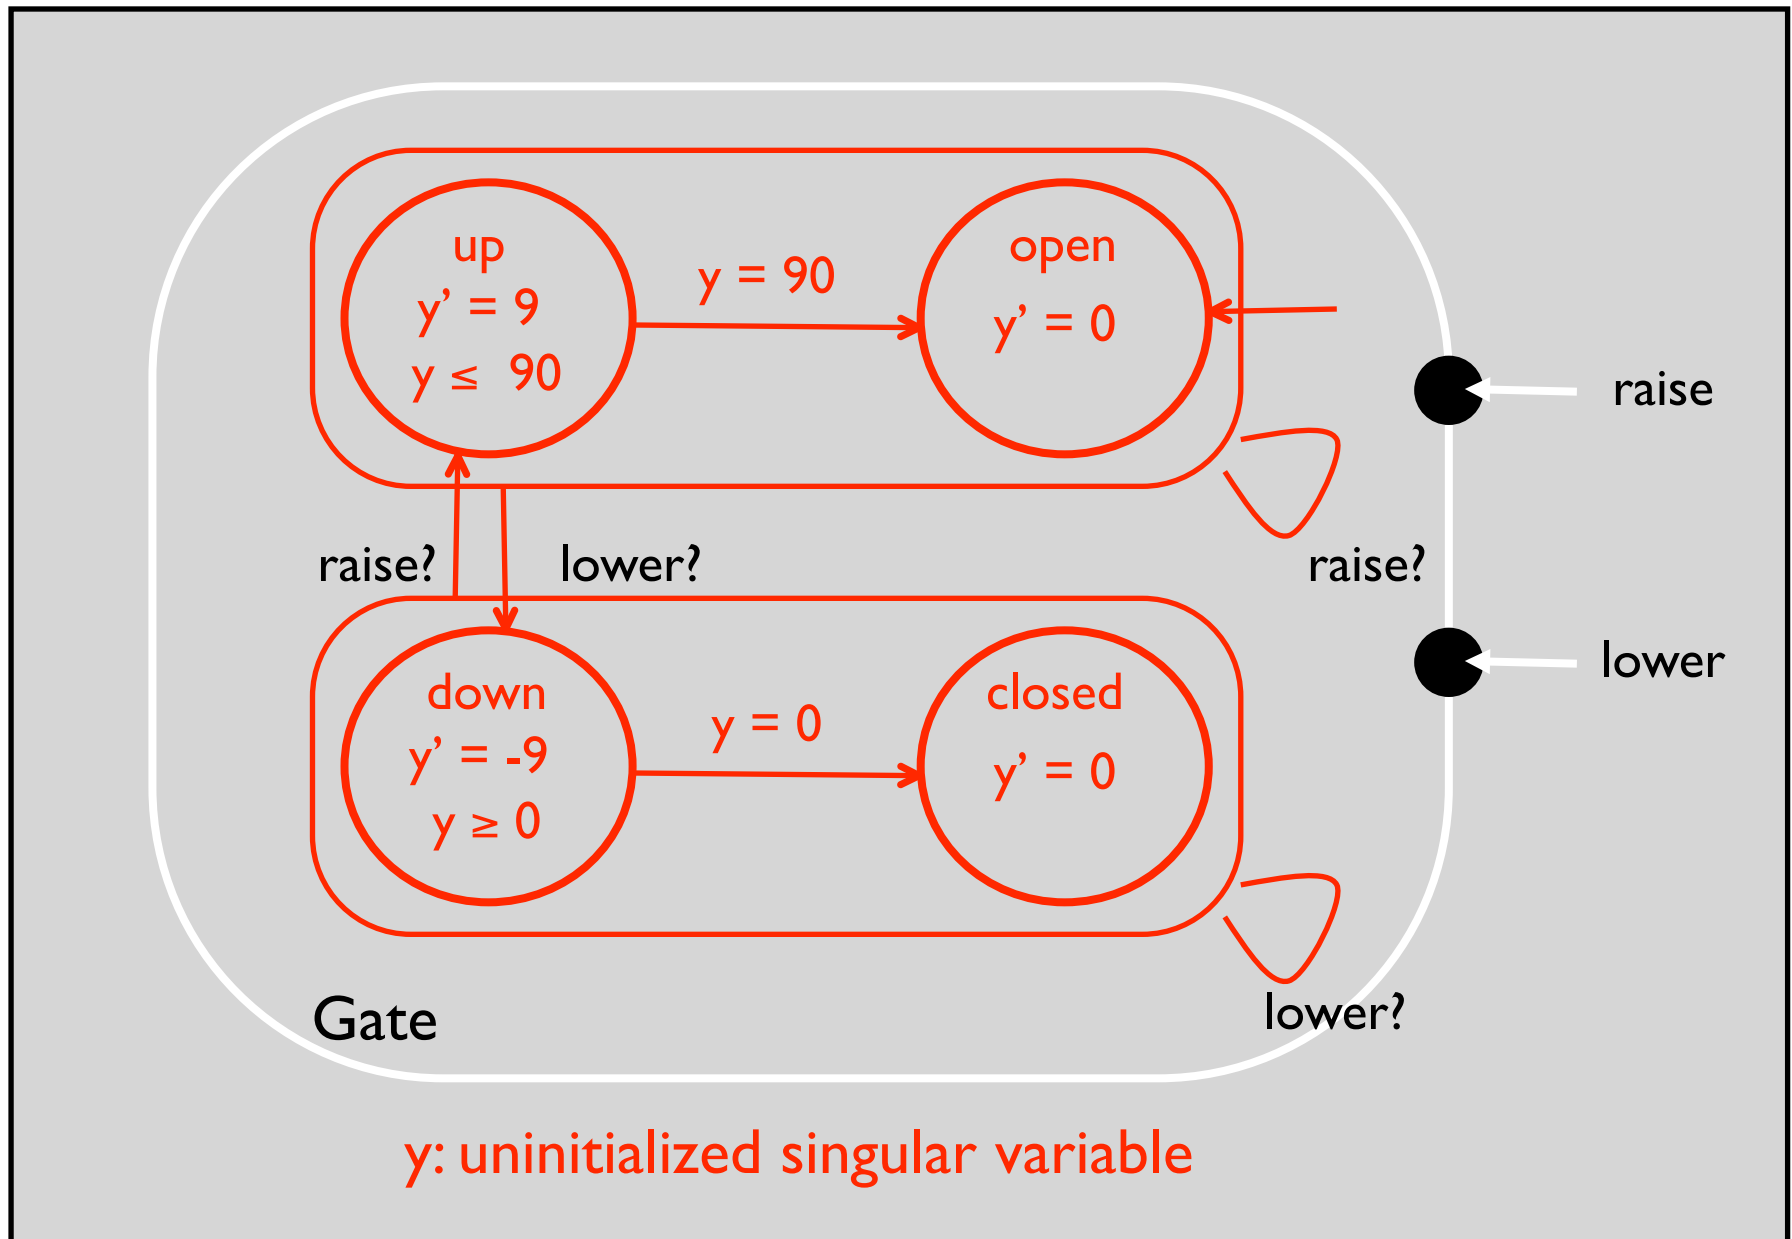 up
y' = 9
y ≤ 90
y = 90
open
y' = 0
raise
raise?
lower?
raise?
lower
down
y' = -9
y ≥ 0
y = 0
closed
y' = 0
lower?
Gate
y: uninitialized singular variable